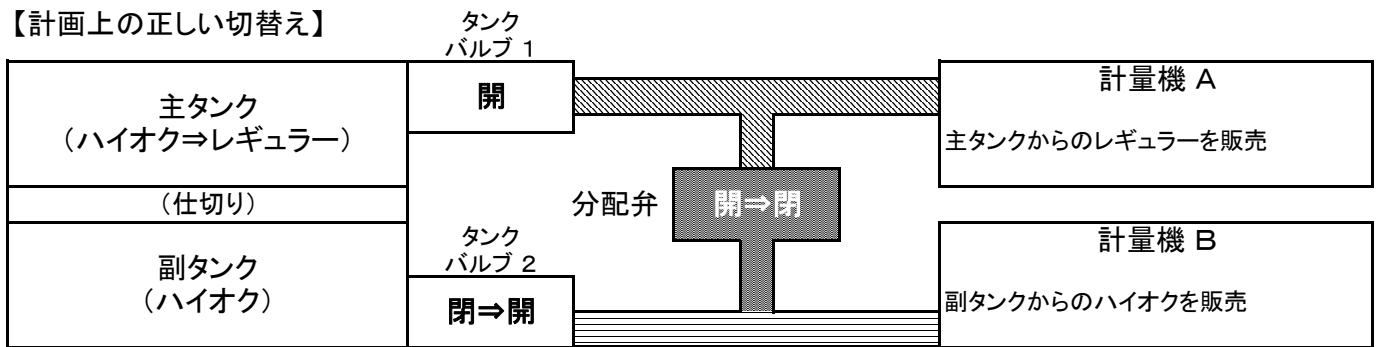 【計画上の正しい切替え】
タンク
バルブ 1
主タンク
（ハイオク⇒レギュラー）
開
計量機 A
主タンクからのレギュラーを販売
（仕切り）
分配弁
開⇒閉
タンク
バルブ 2
副タンク
（ハイオク）
閉⇒開
計量機 B
副タンクからのハイオクを販売